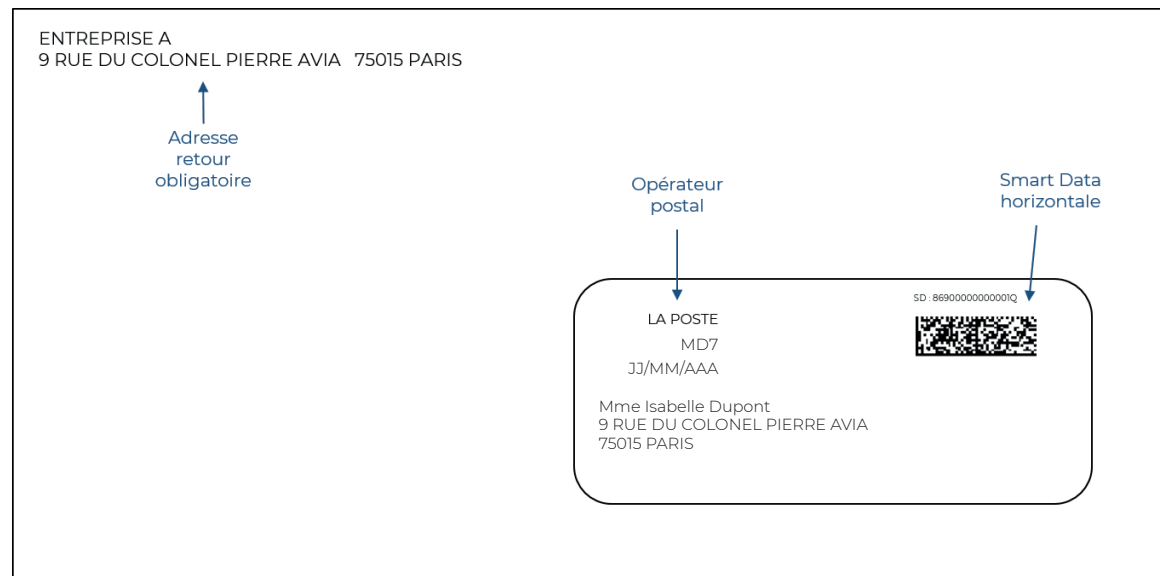 ENTREPRISE A
9 RUE DU COLONEL PIERRE AVIA 75015 PARIS
Adresse
retour
obligatoire
Opérateur
postal
Smart Data
horizontale
SD : 86900000000001Q
LA POSTE
MD7
JJ/MM/AAA
Mme Isabelle Dupont
9 RUE DU COLONEL PIERRE AVIA
75015 PARIS